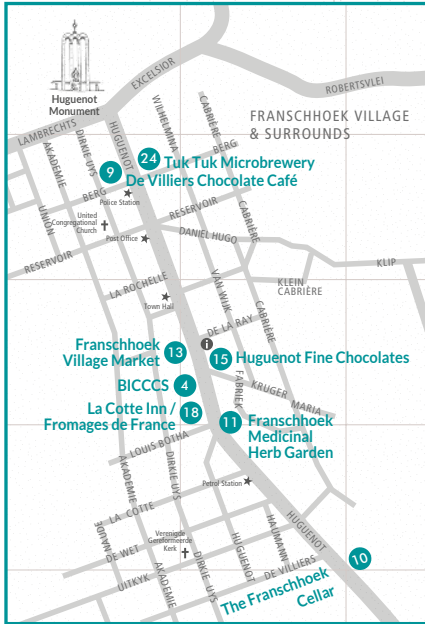 EXCELSIOR
ROBERTSVLEI
Huguenot
Monument
LAMBRECHTS
HUGUENOT
WILHELMINA
CABRIÈRE
FRANSCHHOEK VILLAGE
& SURROUNDS
AKADEMIE
DIRKIE UYS
BERG
24
Tuk Tuk Microbrewery
9
De Villiers Chocolate Café
BERG
Police Station
UNION
United
Congregational
Church
RESERVOIR
Post Office
DANIEL HUGO
CABRIÈRE
RESERVOIR
KLIP
LA ROCHELLE
VAN WIJK
KLEIN
CABRIÈRE
Town Hall
CABRIÈRE
DE LA RAY
i
Franschhoek
Village Market
13
15
Huguenot Fine Chocolates
BICCCS
4
FABRIEK
KRUGER
MARIA
La Cotte Inn /
Fromages de France
18
11
Franschhoek
Medicinal
Herb Garden
LOUIS BOTHA
AKADEMIE
DIRKIE UYS
Petrol Station
LA COTTE
NAUDE
HUGUENOT
Verenigde
Gereformeerde
Kerk
HUGUENOT
HAUMANN
DE WET
10
UITKYK
AKADEMIE
DIRKIE UYS
DE VILLIERS
The Franschhoek
Cellar